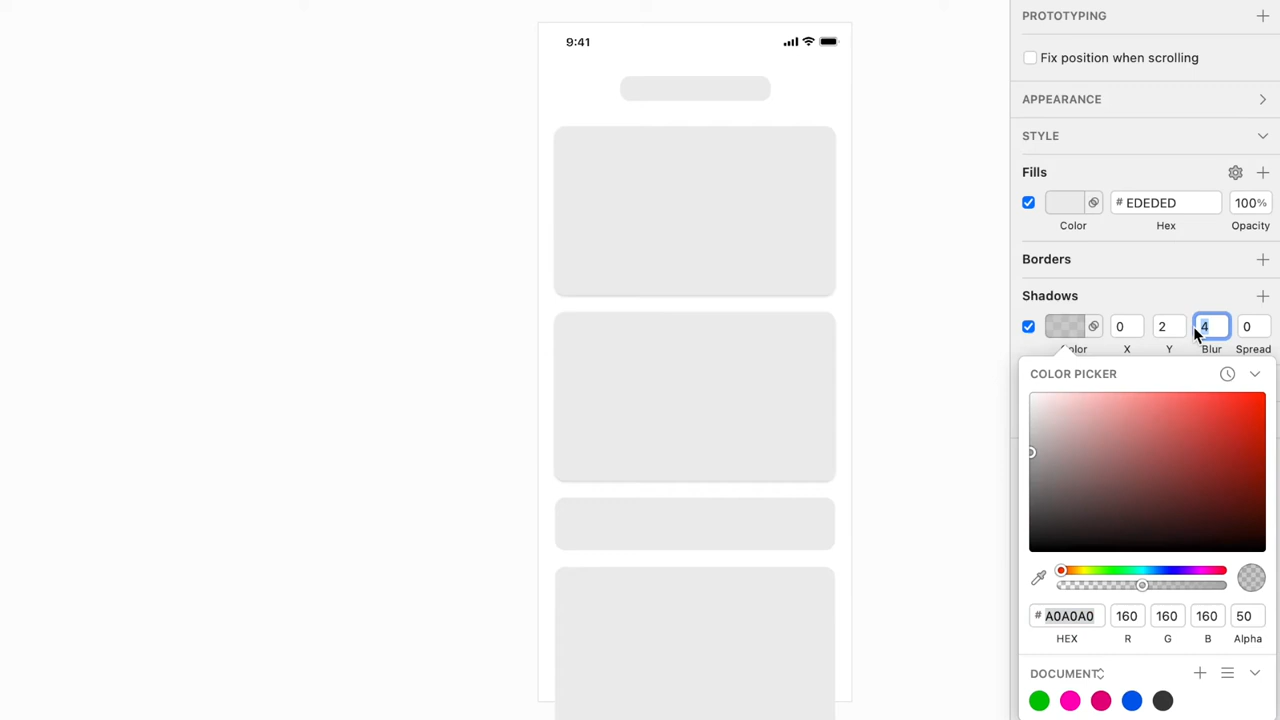 9:41
PROTOTYPING
Fix position when scrolling
APPEARANCE
STYLE
Fills
# EDEDED 100%
Color Hex Opacity
Borders
Shadows
0 2 4 0
Color X Y Blur Spread
COLOR PICKER
# A0A0A0 160 160 160 50
HEX R G B Alpha
DOCUMENT